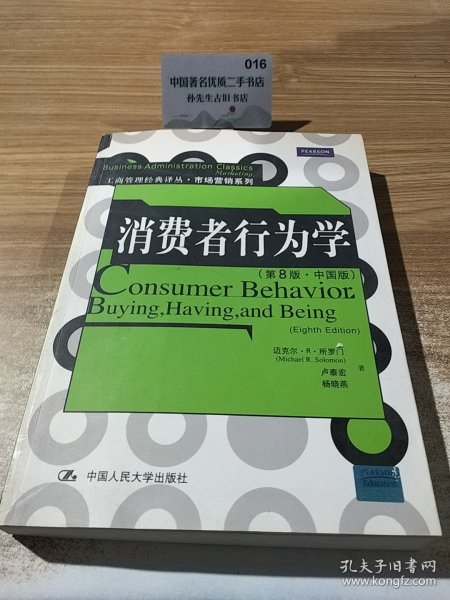 016
中国著名优质二手书店
孙先生古旧书店
PEARSON
Business Administration Classics
Marketing
工商管理经典译丛·市场营销系列
消费者行为学
(第8版·中国版)
Consumer Behavior
Buying,Having,and Being
(Eighth Edition)
迈克尔·R·所罗门
(Michael R. Solomon)
卢泰宏
杨晓燕
著
中国人民大学出版社
PEARSON
Education
孔夫子旧书网
www.kongfz.com